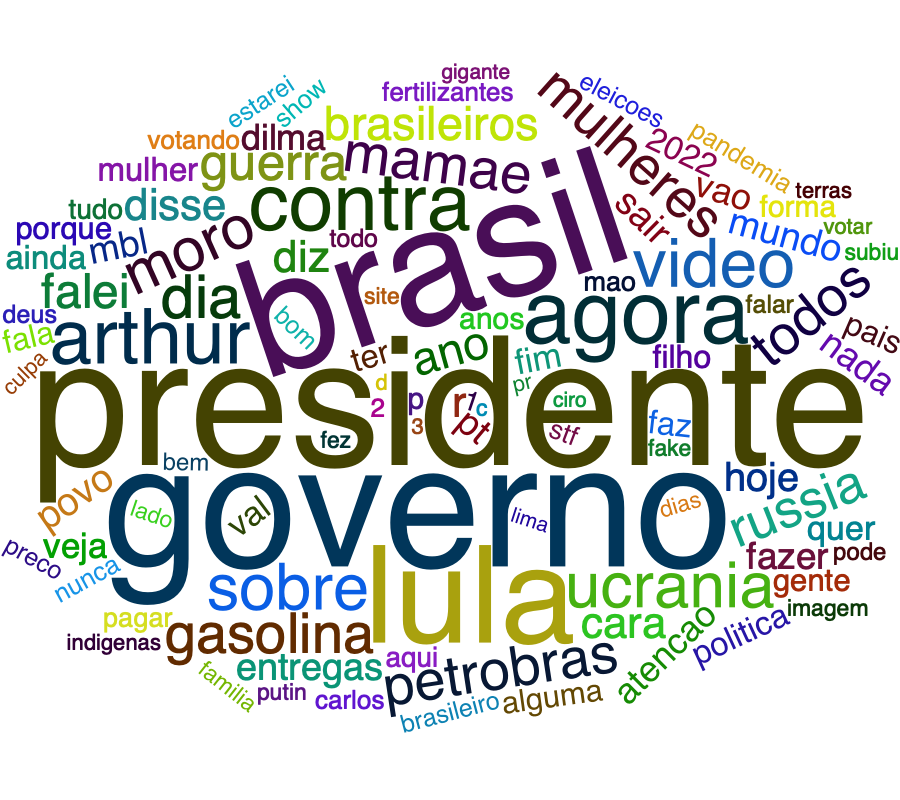 gigante
fertilizantes
estarei
show
eleicoes
mulheres
2022
pandemia
votando
dilma
brasileiros
mulher
guerra
mamae
vao
terras
tudo
disse
contra
sair
forma
porque
mbl
moro
todo
brasil
mundo
votar
ainda
diz
video
subiu
falei
dia
site
mao
agora
falar
todos
deus
bom
anos
pais
fala
arthur
ter
ano
fim
filho
nada
culpa
d
pr
presidente
2
p
r
1
c
ciro
3
pt
stf
faz
fez
fake
bem
povo
governo
hoje
lado
val
lima
dias
russia
veja
quer
preco
nunca
fazer
pode
sobre
lula
ucrania
gente
pagar
imagem
indigenas
gasolina
cara
atencao
politica
entregas
aqui
petrobras
familia
putin
carlos
alguma
brasileiro